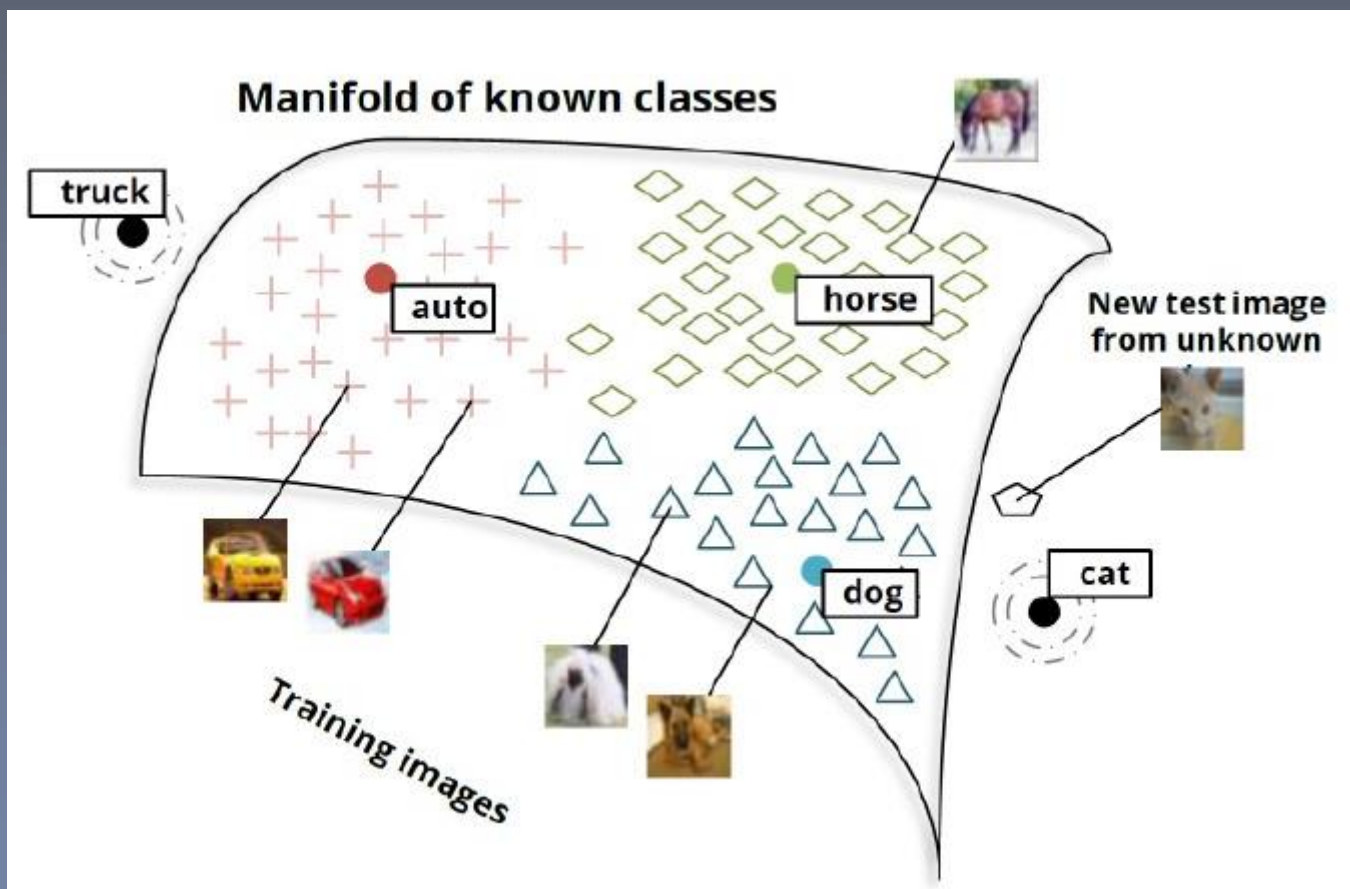 Manifold of known classes
truck
auto
horse
New test image
from unknown
cat
dog
Training images